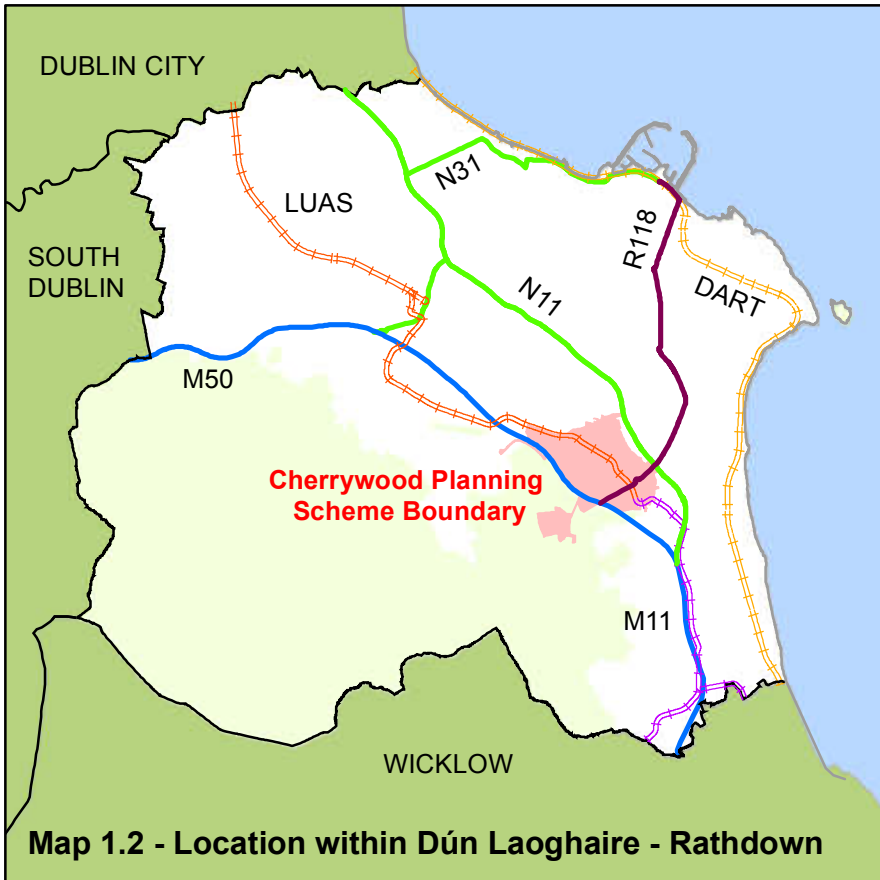 DUBLIN CITY
N31
LUAS
R118
SOUTH
DUBLIN
N11
DART
M50
Cherrywood Planning
Scheme Boundary
M11
WICKLOW
Map 1.2 - Location within Dún Laoghaire - Rathdown